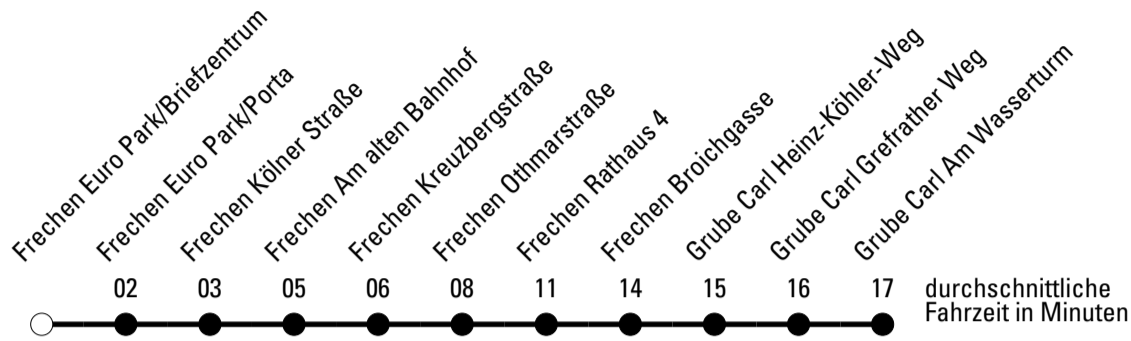 Frechen Euro Park/Briefzentrum
Frechen Euro Park/Porta
Frechen Kölner Straße
Frechen Am alten Bahnhof
Frechen Kreuzbergstraße
Frechen Othmarstraße
Frechen Rathaus 4
Frechen Broichgasse
Grube Carl Heinz-Köhler-Weg
Grube Carl Grefrather Weg
Grube Carl Am Wasserturm
02 03 05 06 08 11 14 15 16 17
durchschnittliche
Fahrzeit in Minuten